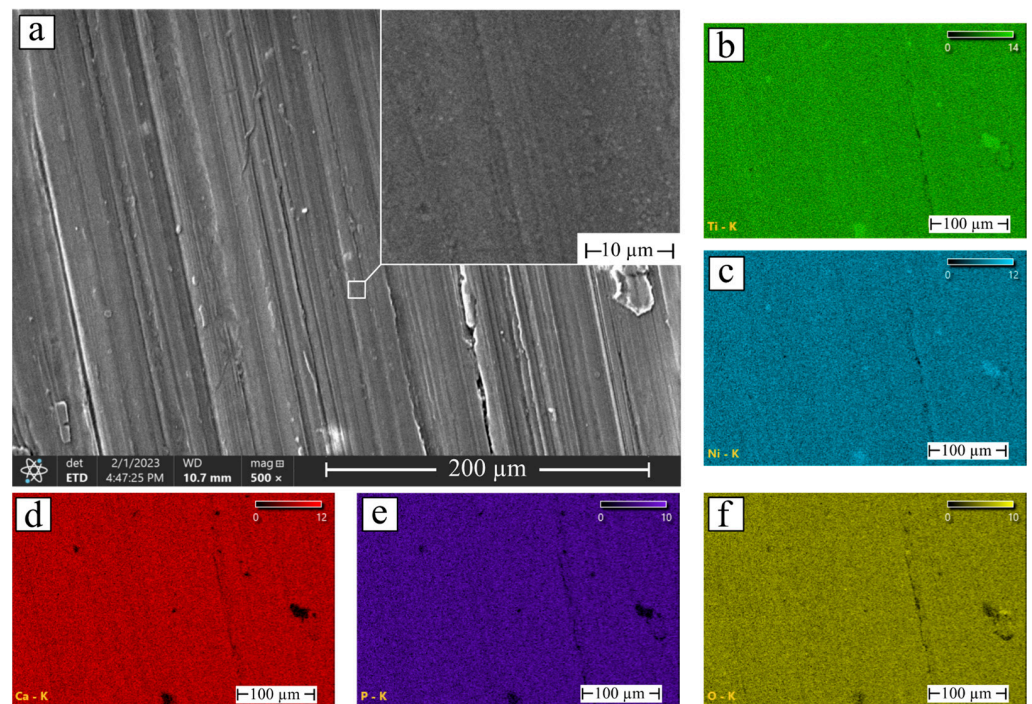 a
10 µm
det 2/1/2023 WD mag
ETD 4:47:25 PM 10.7 mm 500 ×
200 µm
b
0 14
Ti - K
100 µm
c
0 12
Ni - K
100 µm
d
0 12
Ca - K
100 µm
e
0 10
P - K
100 µm
f
0 10
O - K
100 µm